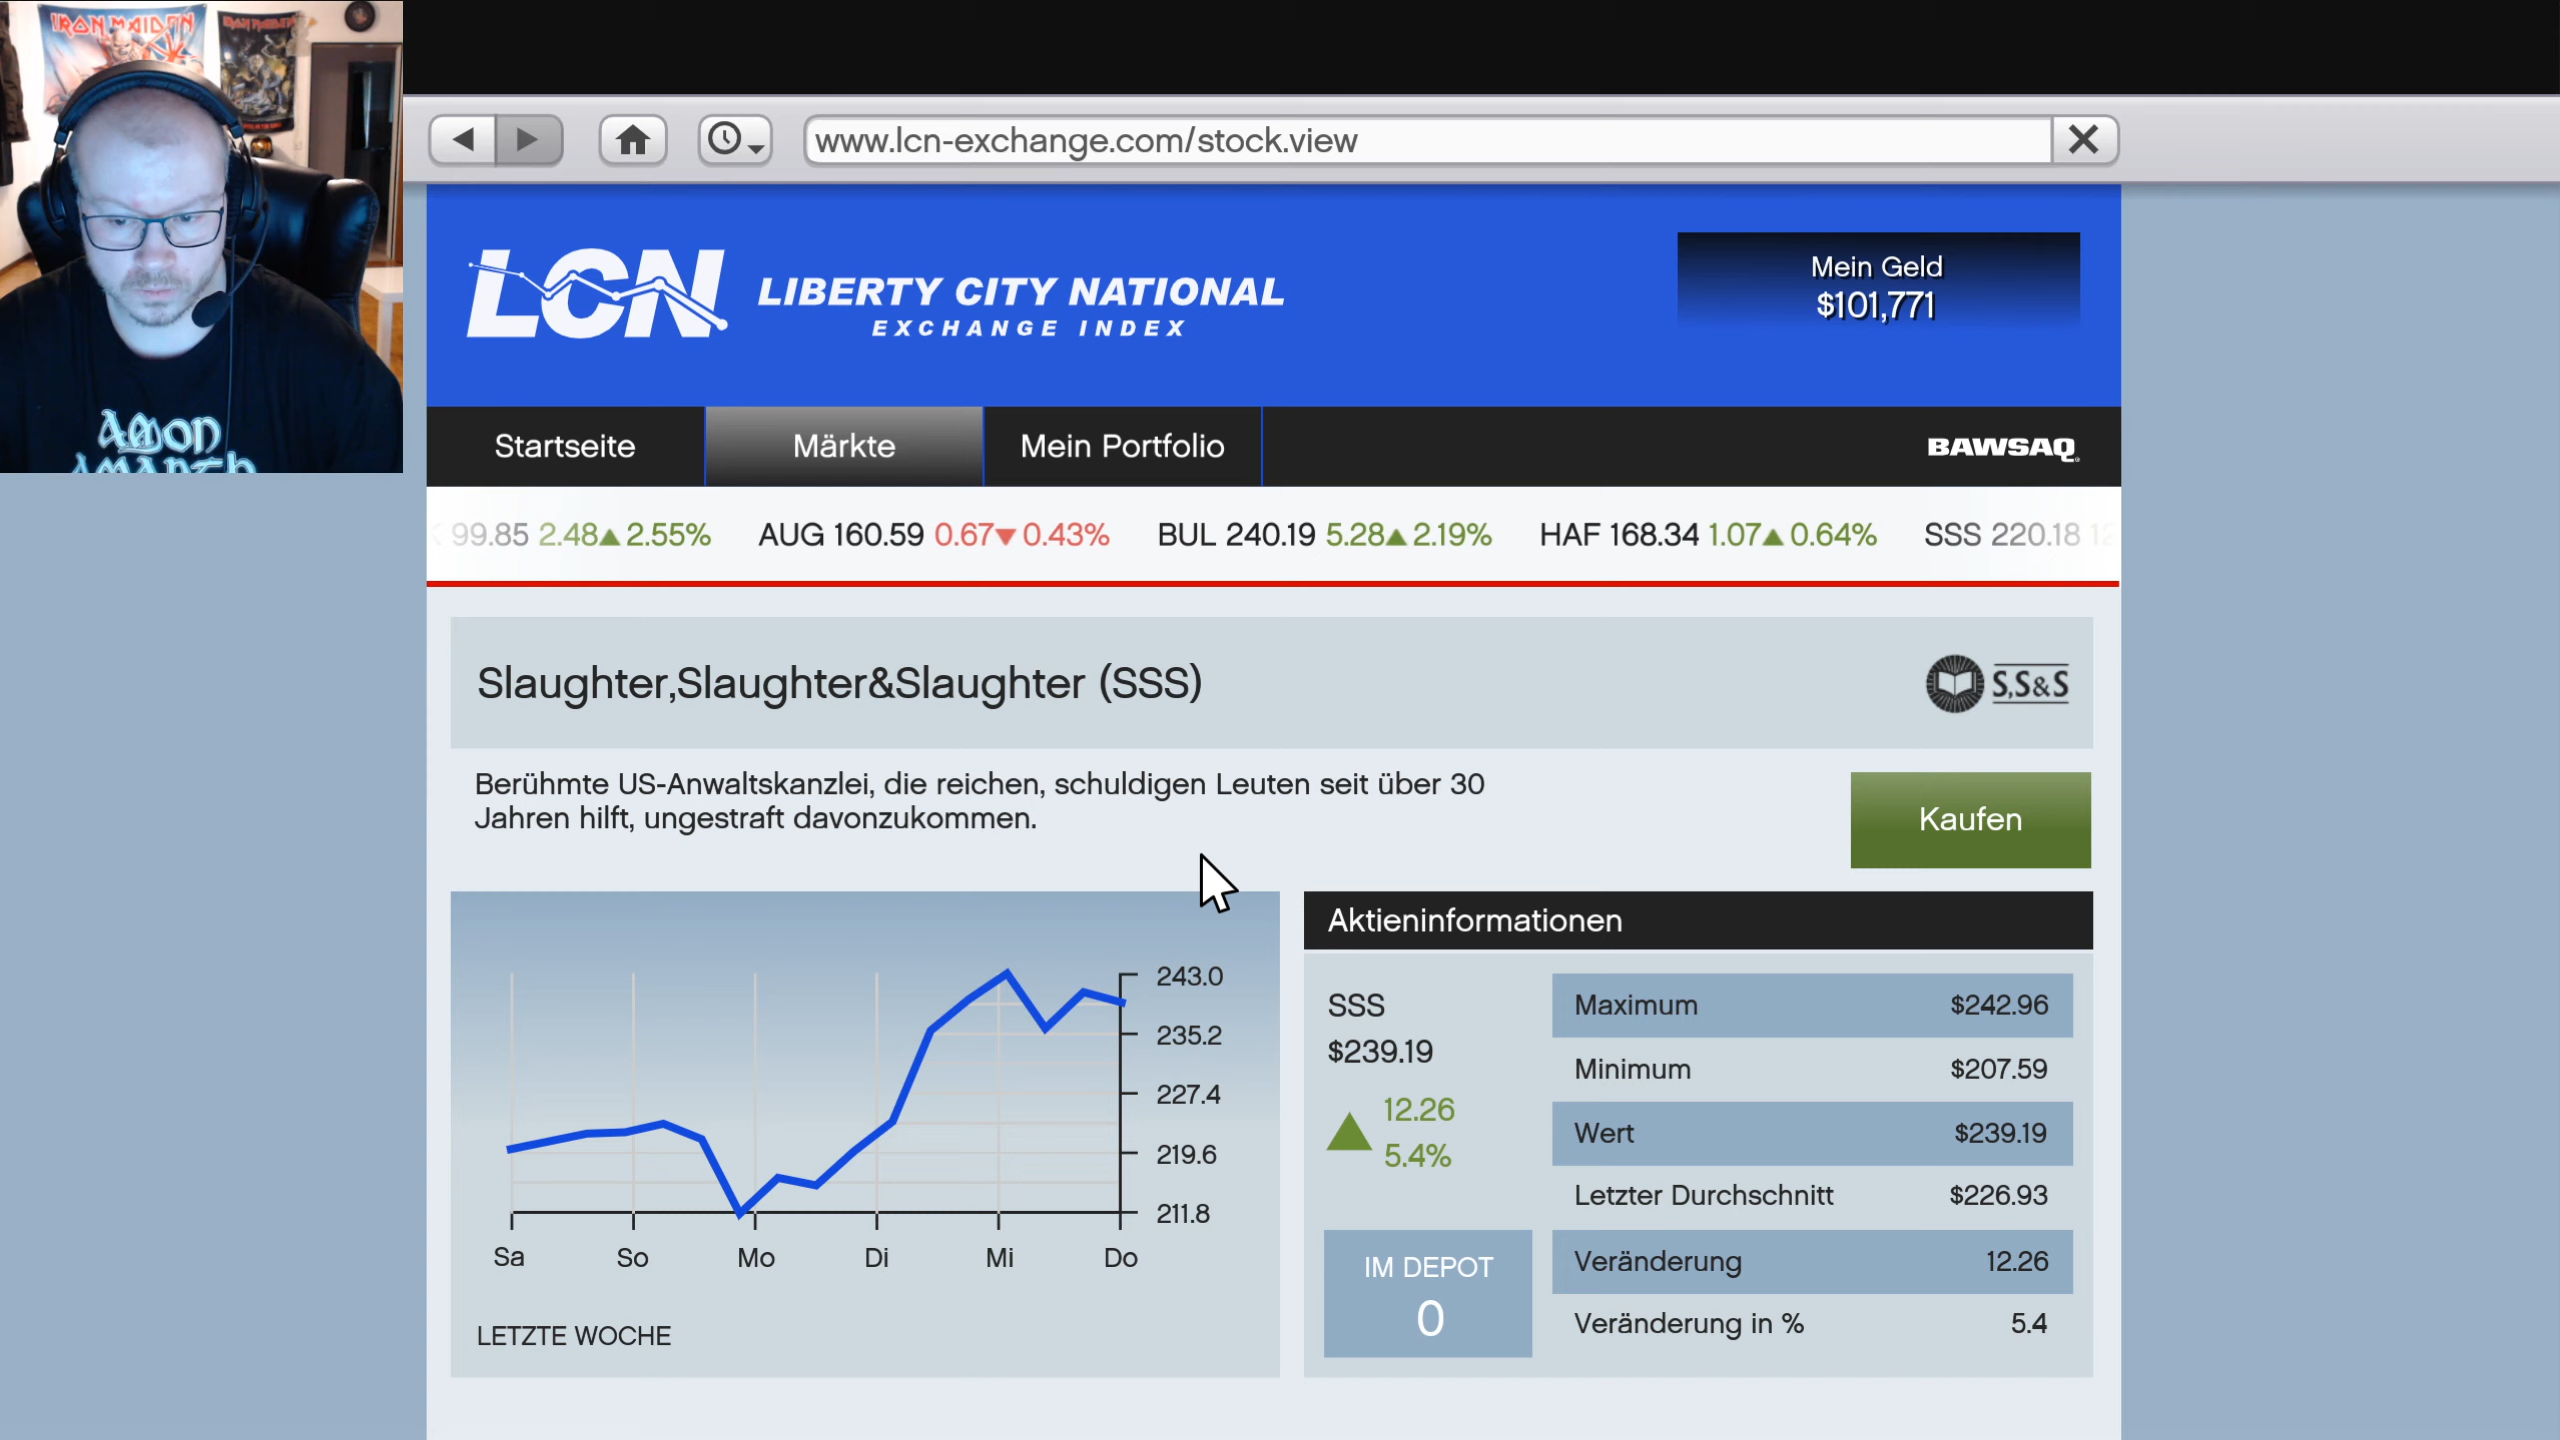 IRON MAIDEN
AMON
AMARTH
www.lcn-exchange.com/stock.view
LCN
LIBERTY CITY NATIONAL
EXCHANGE INDEX
Mein Geld
$101,771
Startseite
Märkte
Mein Portfolio
BAWSAQ
99.85 2.48▲2.55% AUG 160.59 0.67▼0.43% BUL 240.19 5.28▲2.19% HAF 168.34 1.07▲0.64% SSS 220.18 12
Slaughter,Slaughter&Slaughter (SSS)
S,S&S
Berühmte US-Anwaltskanzlei, die reichen, schuldigen Leuten seit über 30
Jahren hilft, ungestraft davonzukommen.
Kaufen
243.0
235.2
227.4
219.6
211.8
Sa So Mo Di Mi Do
LETZTE WOCHE
Aktieninformationen
SSS
$239.19
12.26
5.4%
IM DEPOT
0
Maximum $242.96
Minimum $207.59
Wert $239.19
Letzter Durchschnitt $226.93
Veränderung 12.26
Veränderung in % 5.4